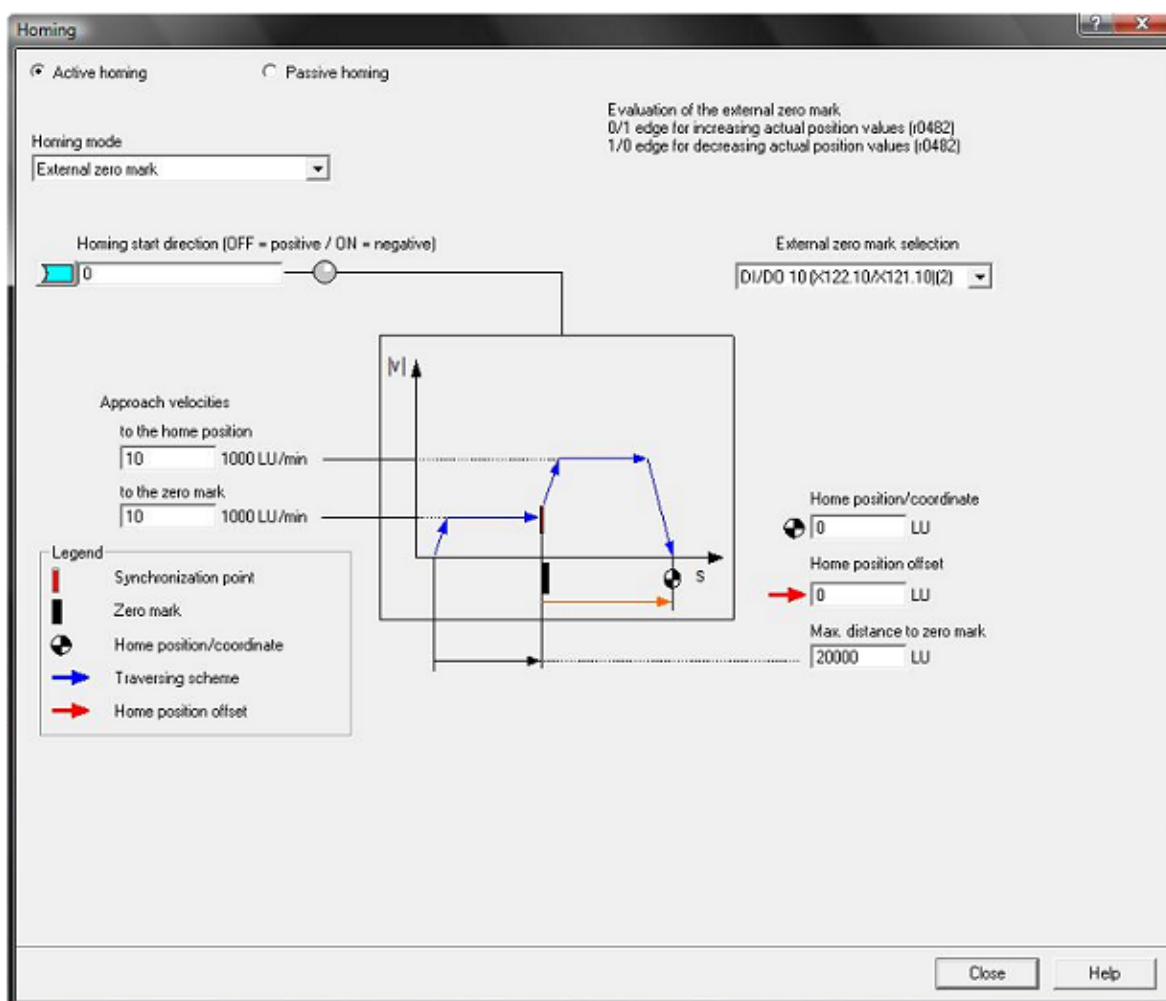 Homing
Active homing
Passive homing
Evaluation of the external zero mark
0/1 edge for increasing actual position values (r0482)
1/0 edge for decreasing actual position values (r0482)
Homing mode
External zero mark
Homing start direction (OFF = positive / ON = negative)
0
External zero mark selection
DI/DO 10 (X122.10/X121.10)(2)
|v|
Approach velocities
to the home position
10 1000 LU/min
to the zero mark
10 1000 LU/min
s
Home position/coordinate
0 LU
Home position offset
0 LU
Max. distance to zero mark
20000 LU
Legend
Synchronization point
Zero mark
Home position/coordinate
Traversing scheme
Home position offset
Close
Help